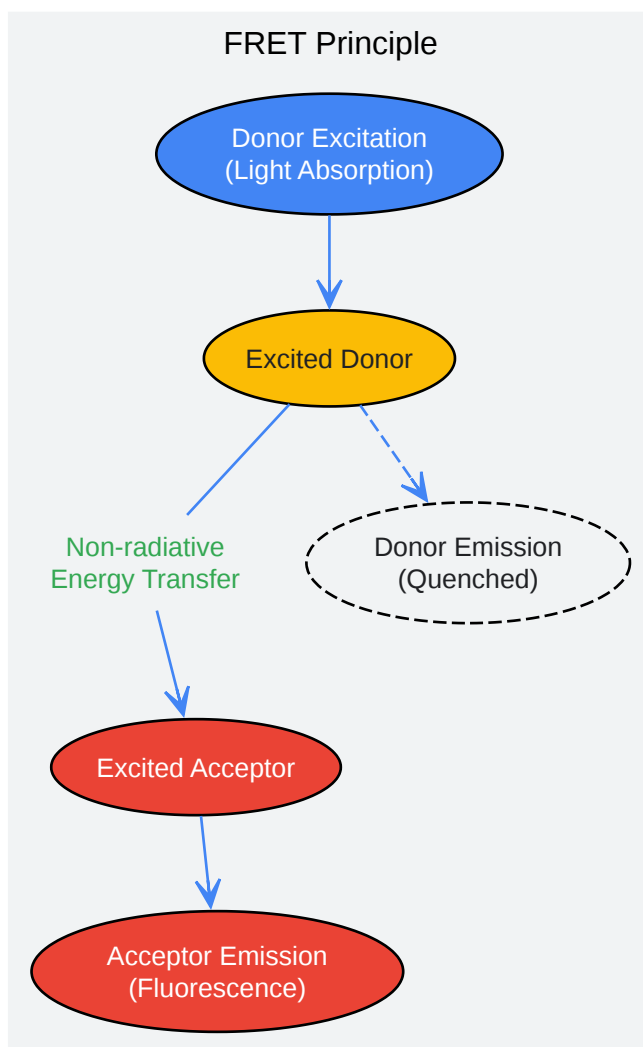 FRET Principle
Donor Excitation
(Light Absorption)
Excited Donor
Non-radiative
Energy Transfer
Donor Emission
(Quenched)
Excited Acceptor
Acceptor Emission
(Fluorescence)